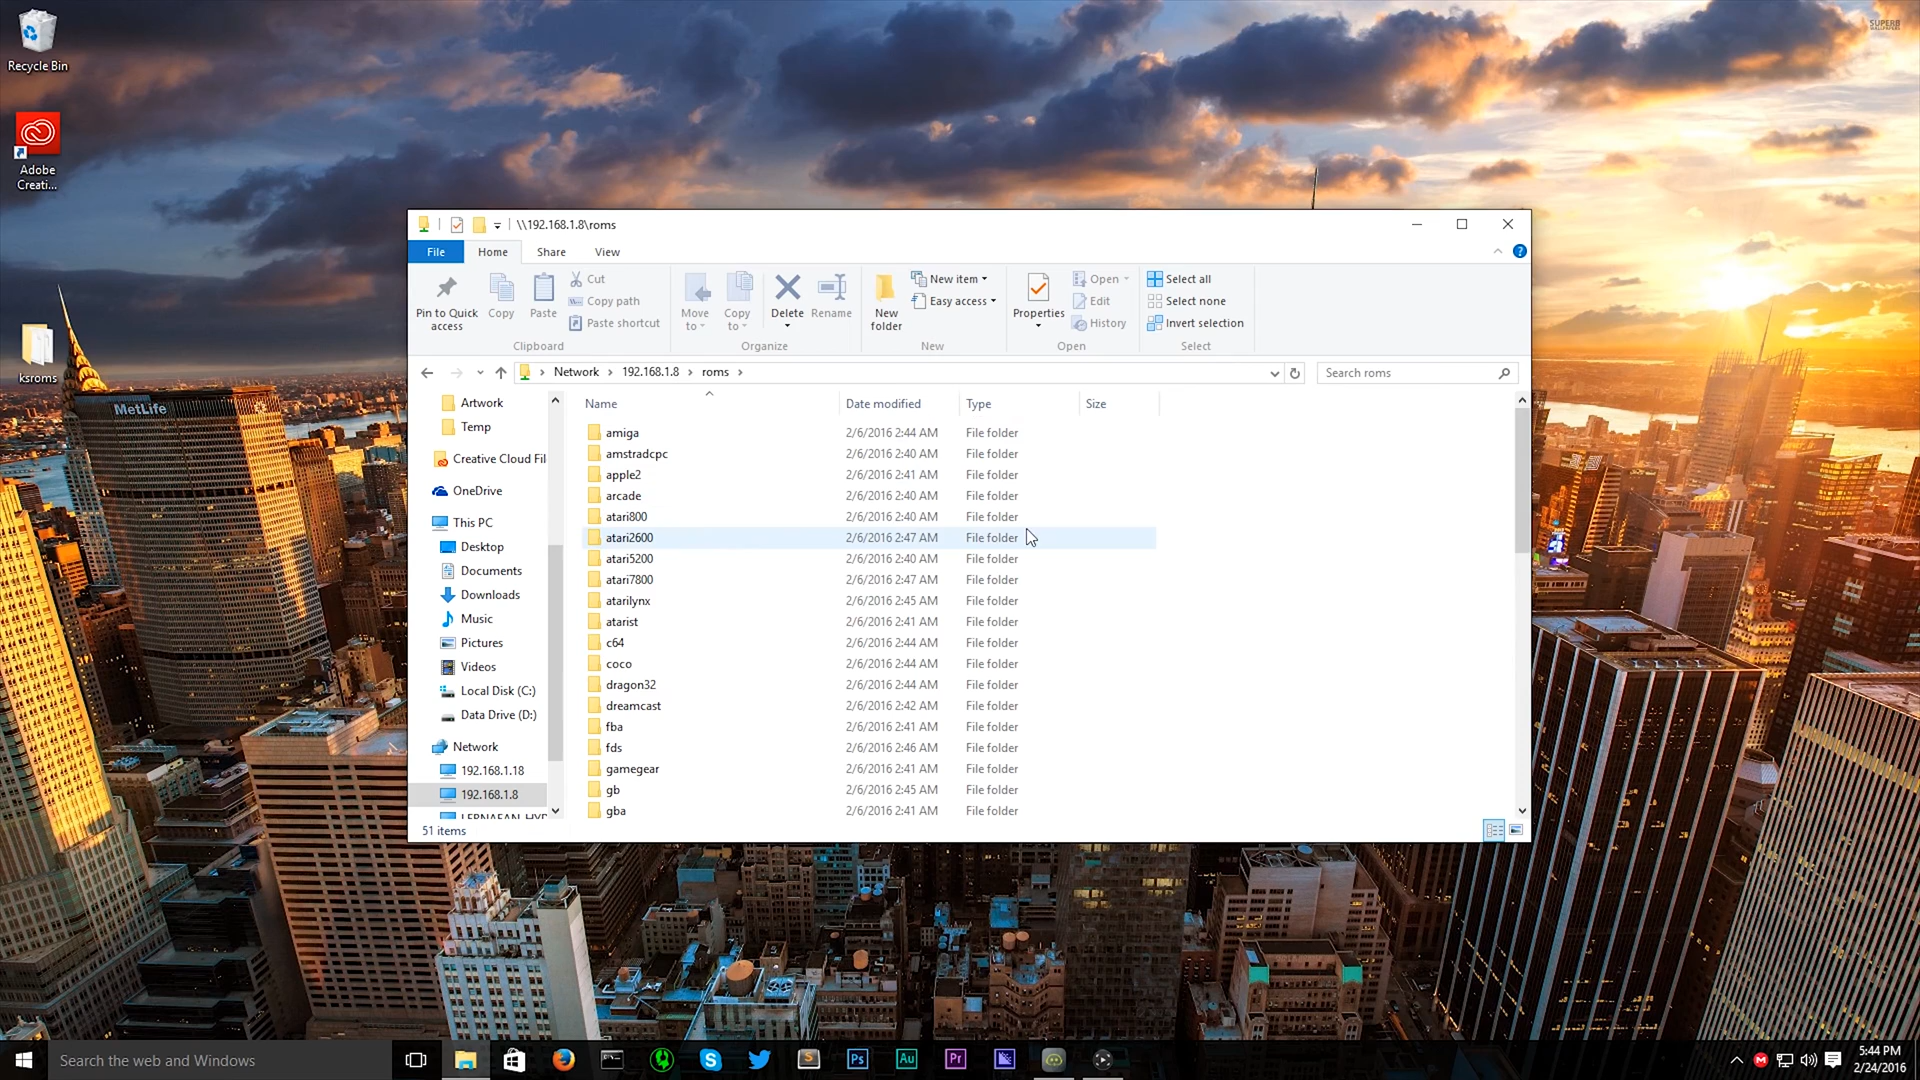 Recycle Bin
Adobe
Creati...
ksroms
MetLife
SUPERB
WALLPAPERS
\\192.168.1.8\roms
File Home Share View
Pin to Quick
access
Copy
Paste
Cut
Copy path
Paste shortcut
Clipboard
Move
to
Copy
to
Delete
Rename
Organize
New
folder
New item
Easy access
New
Properties
Open
Edit
History
Open
Select all
Select none
Invert selection
Select
Network 192.168.1.8 roms
Search roms
Artwork
Temp
Creative Cloud Fil
OneDrive
This PC
Desktop
Documents
Downloads
Music
Pictures
Videos
Local Disk (C:)
Data Drive (D:)
Network
192.168.1.18
192.168.1.8
Name Date modified Type Size
amiga 2/6/2016 2:44 AM File folder
amstradcpc 2/6/2016 2:40 AM File folder
apple2 2/6/2016 2:41 AM File folder
arcade 2/6/2016 2:40 AM File folder
atari800 2/6/2016 2:40 AM File folder
atari2600 2/6/2016 2:47 AM File folder
atari5200 2/6/2016 2:40 AM File folder
atari7800 2/6/2016 2:47 AM File folder
atarilynx 2/6/2016 2:45 AM File folder
atarist 2/6/2016 2:41 AM File folder
c64 2/6/2016 2:44 AM File folder
coco 2/6/2016 2:44 AM File folder
dragon32 2/6/2016 2:44 AM File folder
dreamcast 2/6/2016 2:42 AM File folder
fba 2/6/2016 2:41 AM File folder
fds 2/6/2016 2:46 AM File folder
gamegear 2/6/2016 2:41 AM File folder
gb 2/6/2016 2:45 AM File folder
gba 2/6/2016 2:41 AM File folder
51 items
Search the web and Windows
Ps
Au
Pr
5:44 PM
2/24/2016